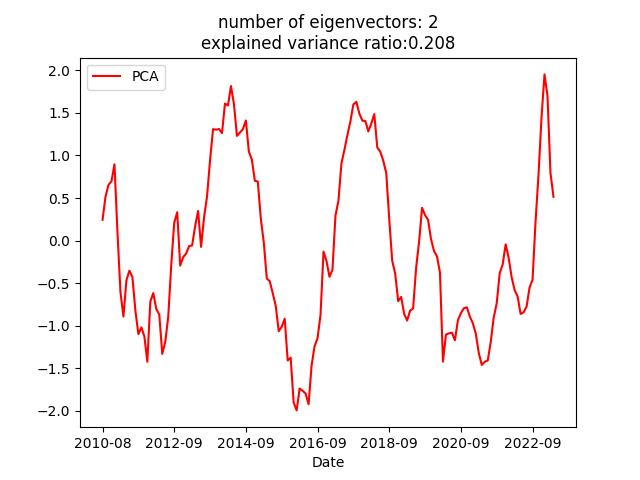 number of eigenvectors: 2
explained variance ratio:0.208
PCA
2.0
1.5
1.0
0.5
0.0
−0.5
−1.0
−1.5
−2.0
2010-08 2012-09 2014-09 2016-09 2018-09 2020-09 2022-09
Date